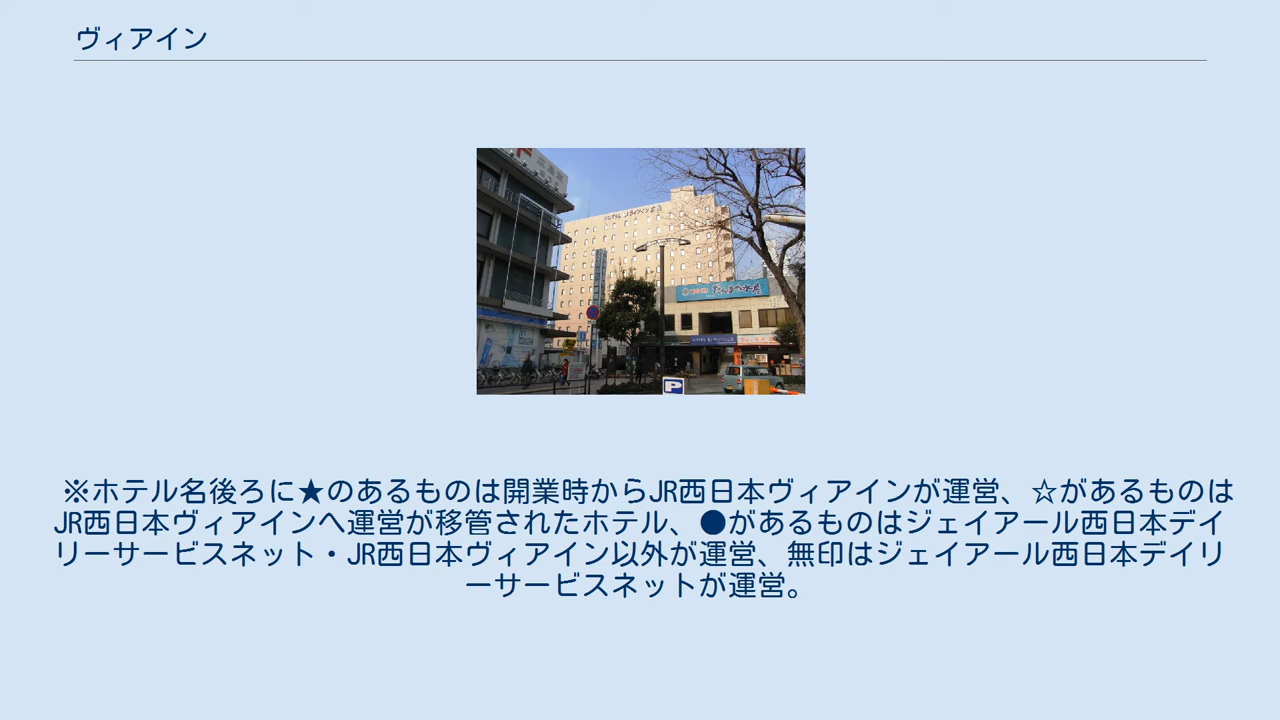 ヴィアイン
※ホテル名後ろに★のあるものは開業時からJR西日本ヴィアインが運営、☆があるものは
JR西日本ヴィアインへ運営が移管されたホテル、●があるものはジェイアール西日本デイ
リーサービスネット・JR西日本ヴィアイン以外が運営、無印はジェイアール西日本デイリ
ーサービスネットが運営。
P